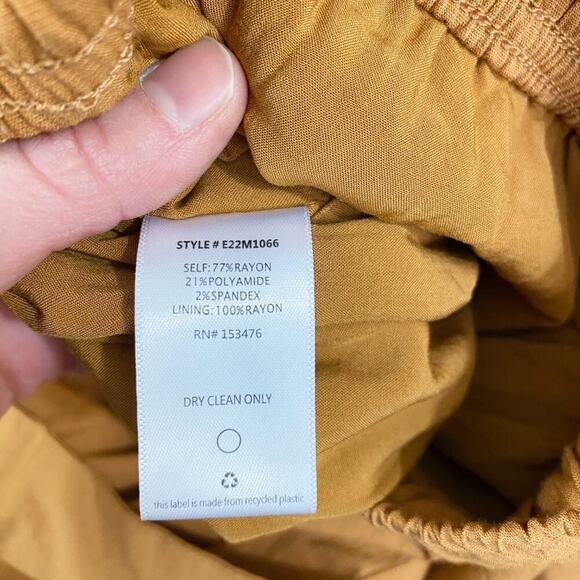 STYLE # E22M1066
SELF: 77%RAYON
21%POLYAMIDE
2%SPANDEX
LINING: 100%RAYON
RN# 153476
DRY CLEAN ONLY
this label is made from recycled plastic